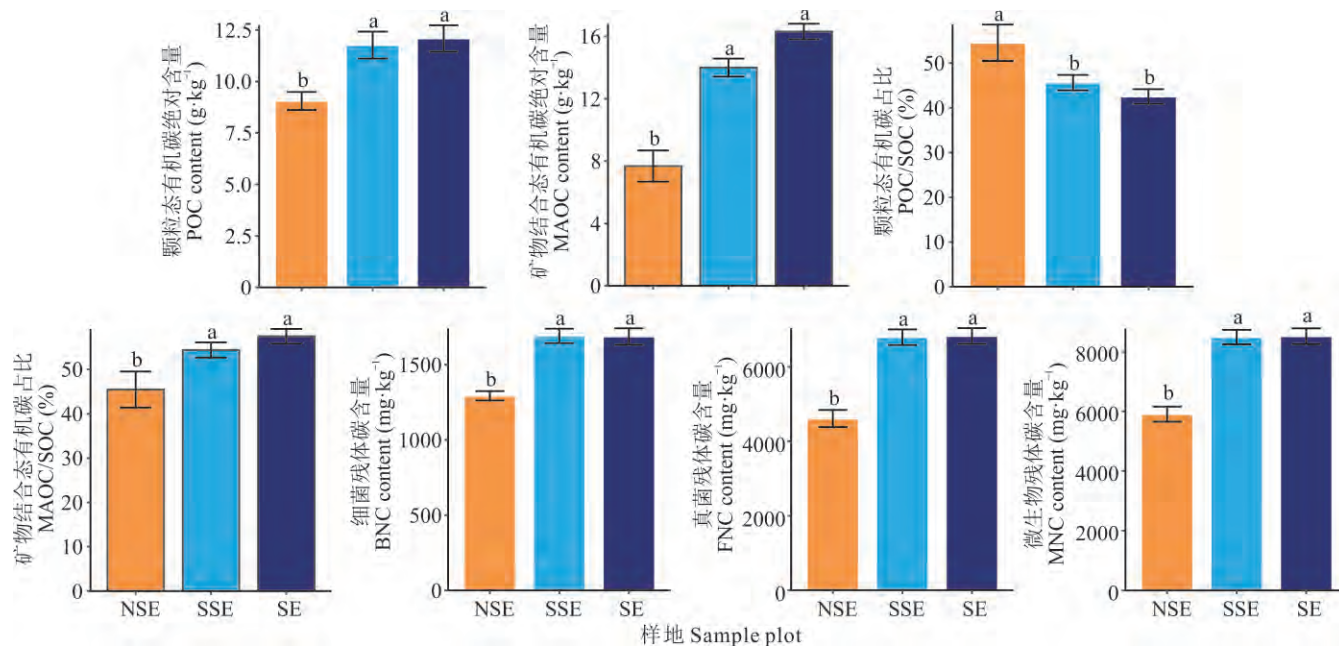 颗粒态有机碳绝对含量
POC content (g·kg⁻¹)
12.5
10.0
7.5
5.0
2.5
0
b
a
a
矿物结合态有机碳绝对含量
MAOC content (g·kg⁻¹)
16
12
8
4
0
b
a
a
颗粒态有机碳占比
POC/SOC (%)
50
40
50
20
10
0
a
b
b
矿物结合态有机碳占比
MAOC/SOC (%)
50
40
50
20
10
0
b
a
a
NSE
SSE
SE
细菌残体碳含量
BNC content (mg·kg⁻¹)
1500
1000
500
0
b
a
a
NSE
SSE
SE
真菌残体碳含量
FNC content (mg·kg⁻¹)
6000
4000
2000
0
b
a
a
NSE
SSE
SE
微生物残体碳含量
MNC content (mg·kg⁻¹)
8000
6000
4000
2000
0
b
a
a
NSE
SSE
SE
样地 Sample plot